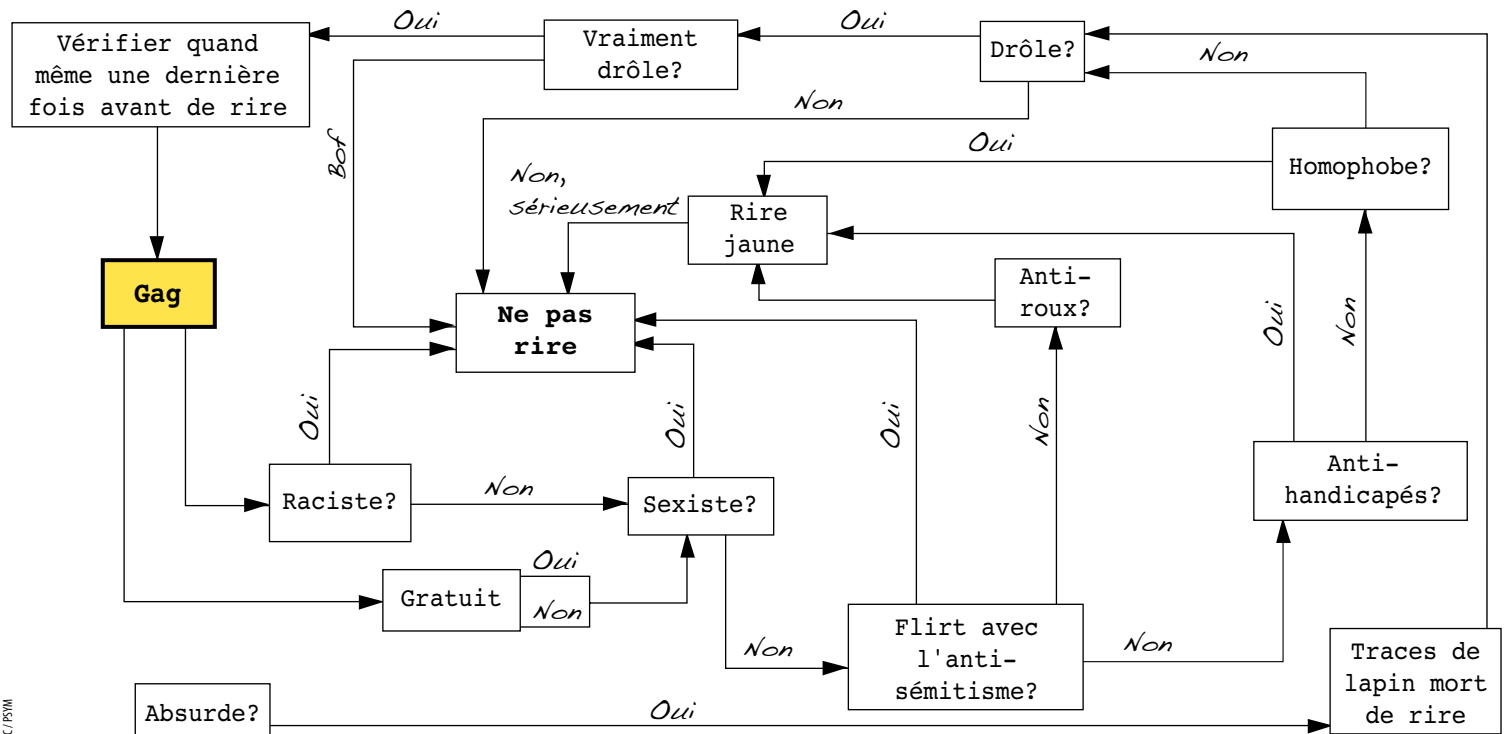 Oui
Oui
Vérifier quand
même une dernière
fois avant de rire
Vraiment
drôle?
Drôle?
Non
Non
Bof
Oui
Homophobe?
Non,
sérieusement
Rire
jaune
Gag
Anti-
roux?
Ne pas
rire
Oui
Non
Oui
Oui
Oui
Non
Raciste?
Non
Sexiste?
Anti-
handicapés?
Oui
Gratuit
Non
Non
Flirt avec
l'anti-
sémitisme?
Non
Traces de
lapin mort
de rire
Absurde?
Oui
C / PSYM